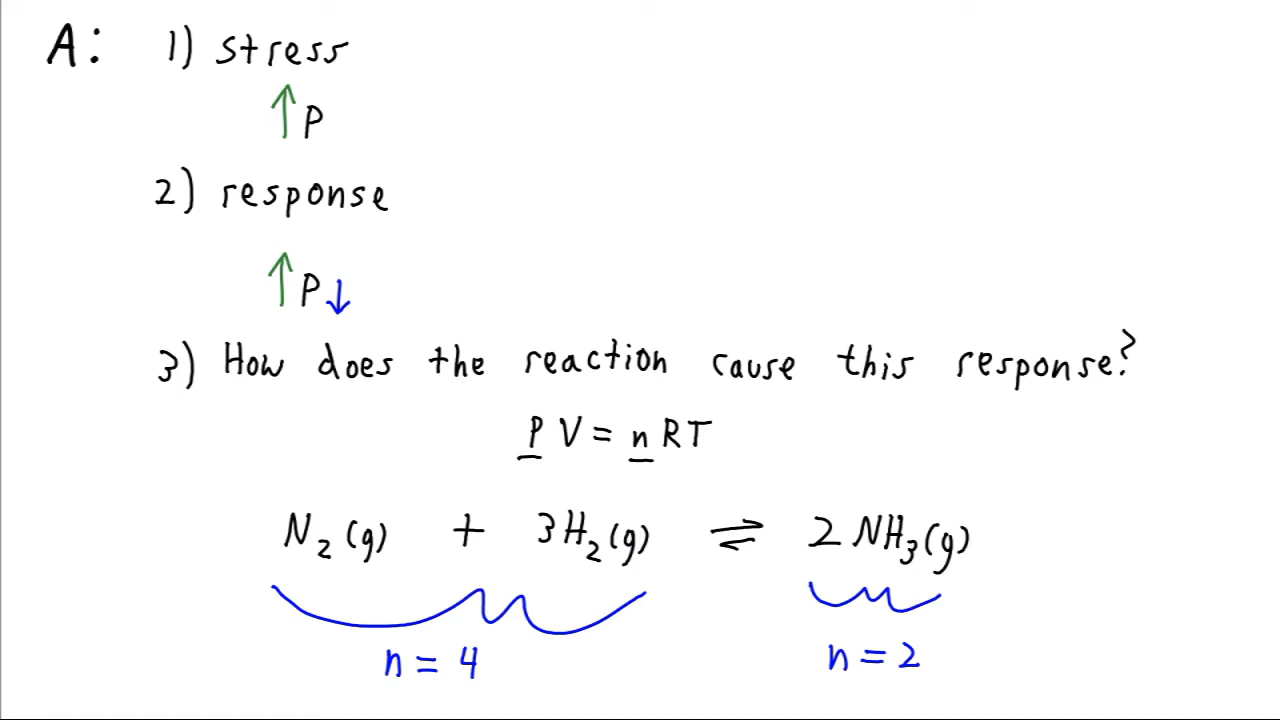 A: 1) stress
↑P
2) response
↑P↓
3) How does the reaction cause this response?
PV = nRT
N₂(g) + 3H₂(g) ⇌ 2NH₃(g)
n = 4 n = 2